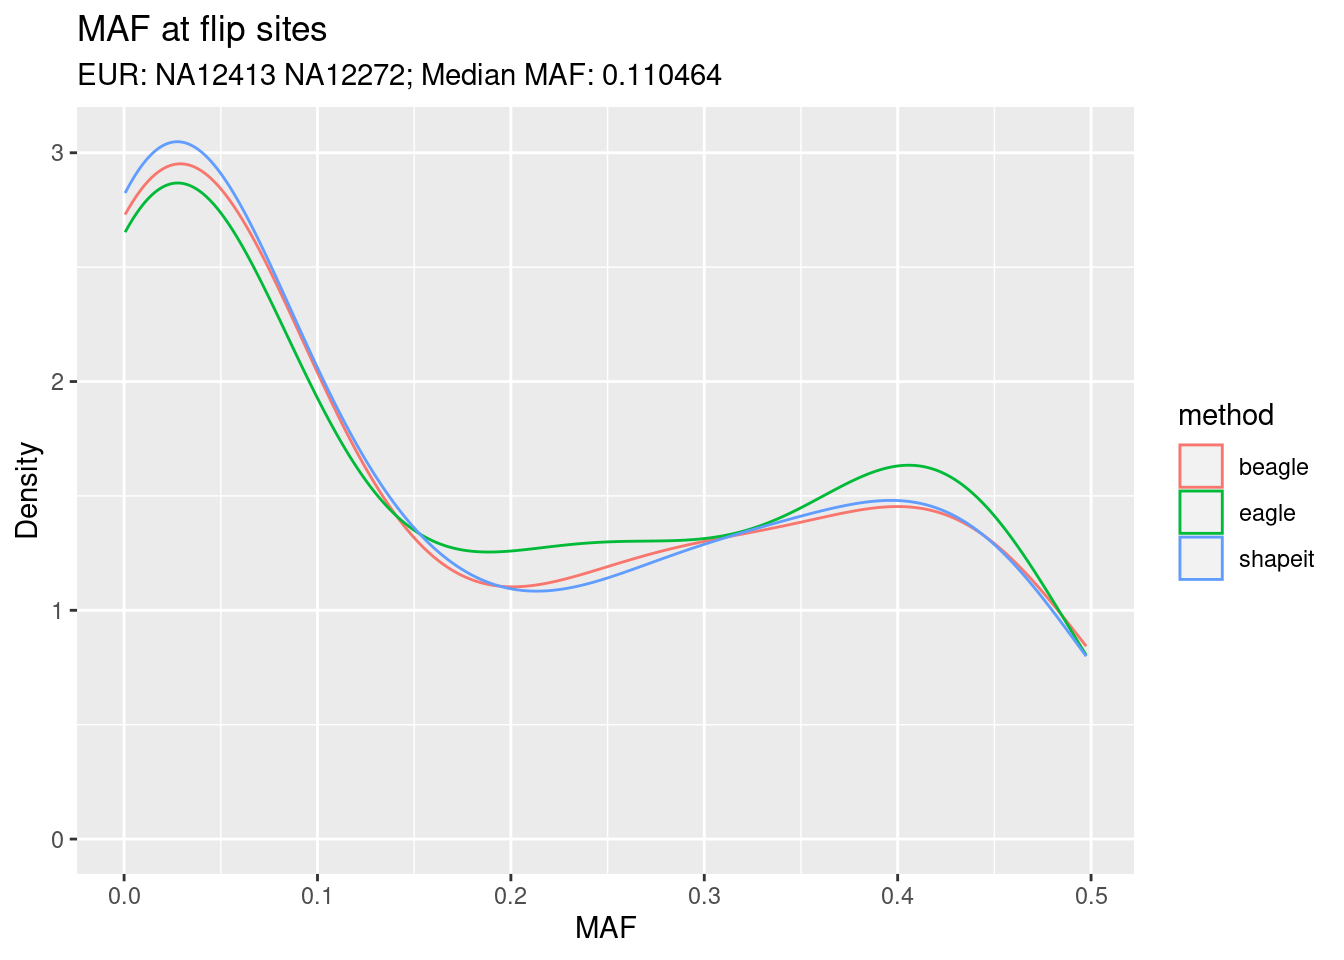 MAF at flip sites
EUR: NA12413 NA12272; Median MAF: 0.110464
3
2
1
0
Density
0.0 0.1 0.2 0.3 0.4 0.5
MAF
method
beagle
eagle
shapeit